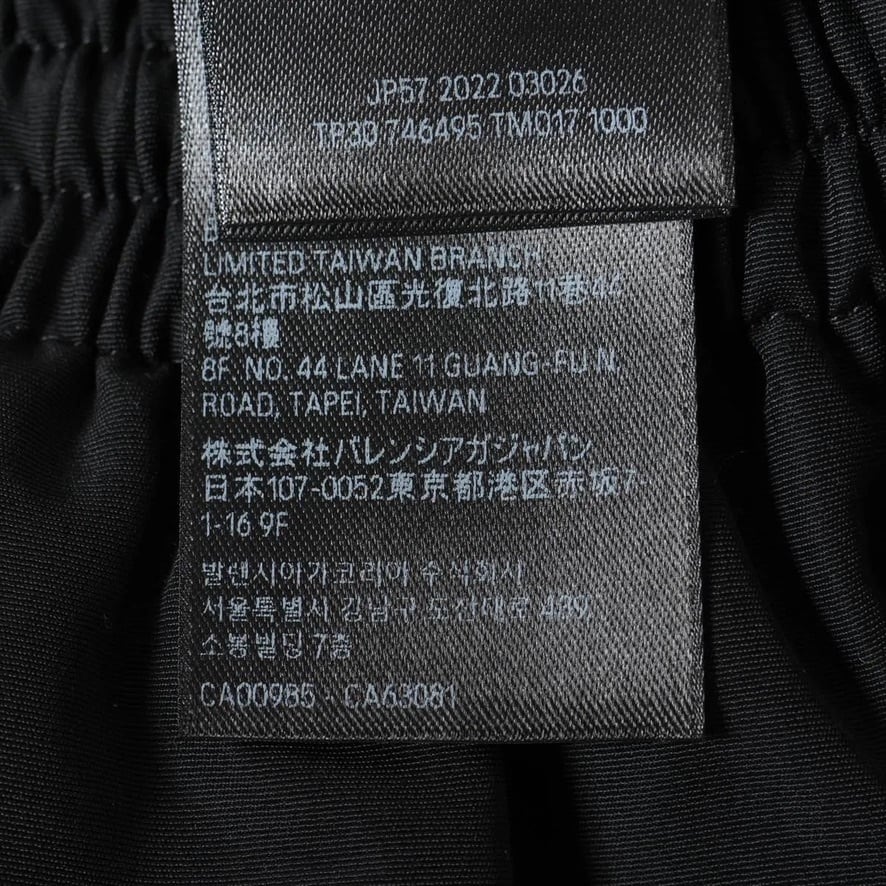 JP57 2022 03026
TP30 746495 TM017 1000
LIMITED TAIWAN BRANCH
台北市松山區光復北路11巷44
號8樓
8F. NO. 44 LANE 11 GUANG-FU N.
ROAD, TAPEI, TAIWAN
株式会社バレンシアガジャパン
日本107-0052東京都港区赤坂7-
1-16 9F
발렌시아가코리아 주식회사
서울특별시 강남구 도산대로 439,
소봉빌딩 7층
CA00985 - CA63081